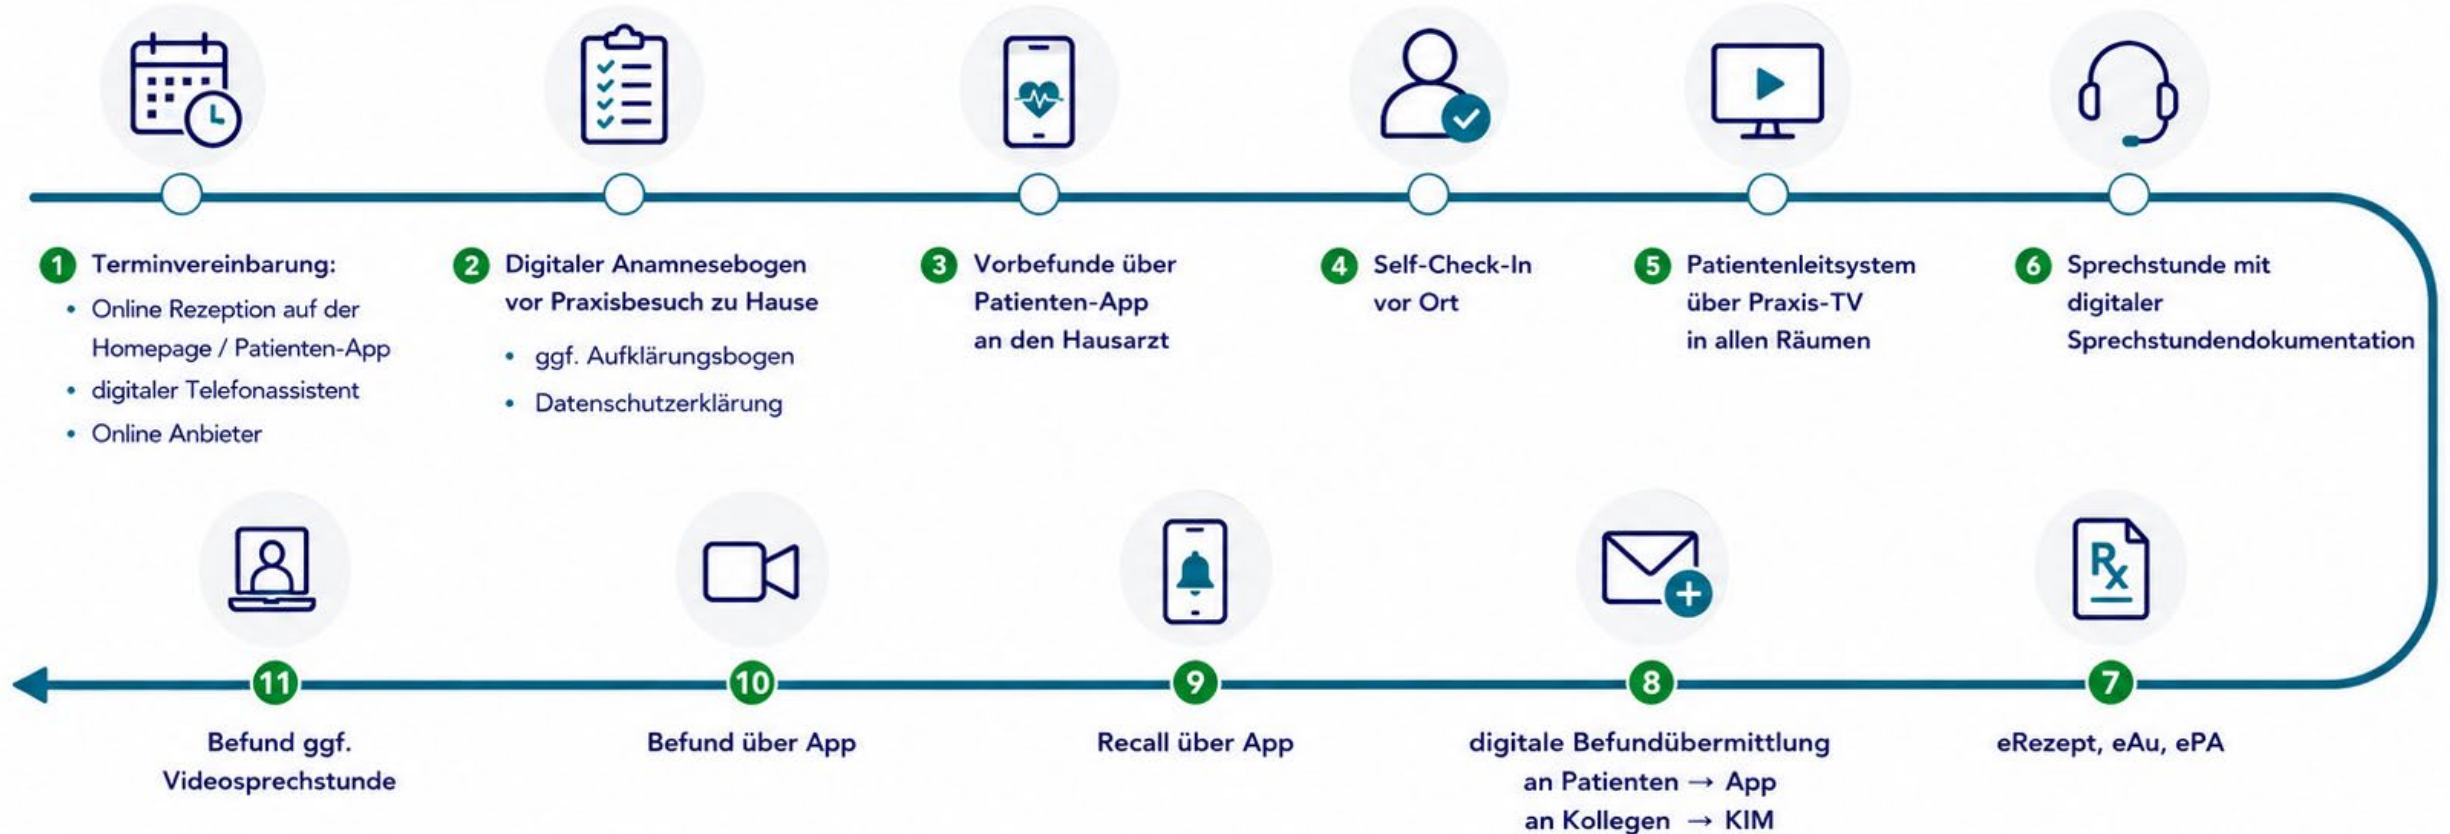 1 Terminvereinbarung:
• Online Rezeption auf der
Homepage / Patienten-App
• digitaler Telefonassistent
• Online Anbieter
2 Digitaler Anamnesebogen
vor Praxisbesuch zu Hause
• ggf. Aufklärungsbogen
• Datenschutzerklärung
3 Vorbefunde über
Patienten-App
an den Hausarzt
4 Self-Check-In
vor Ort
5 Patientenleitsystem
über Praxis-TV
in allen Räumen
6 Sprechstunde mit
digitaler
Sprechstundendokumentation
Rx
7
eRezept, eAu, ePA
8
digitale Befundübermittlung
an Patienten → App
an Kollegen → KIM
9
Recall über App
10
Befund über App
11
Befund ggf.
Videosprechstunde